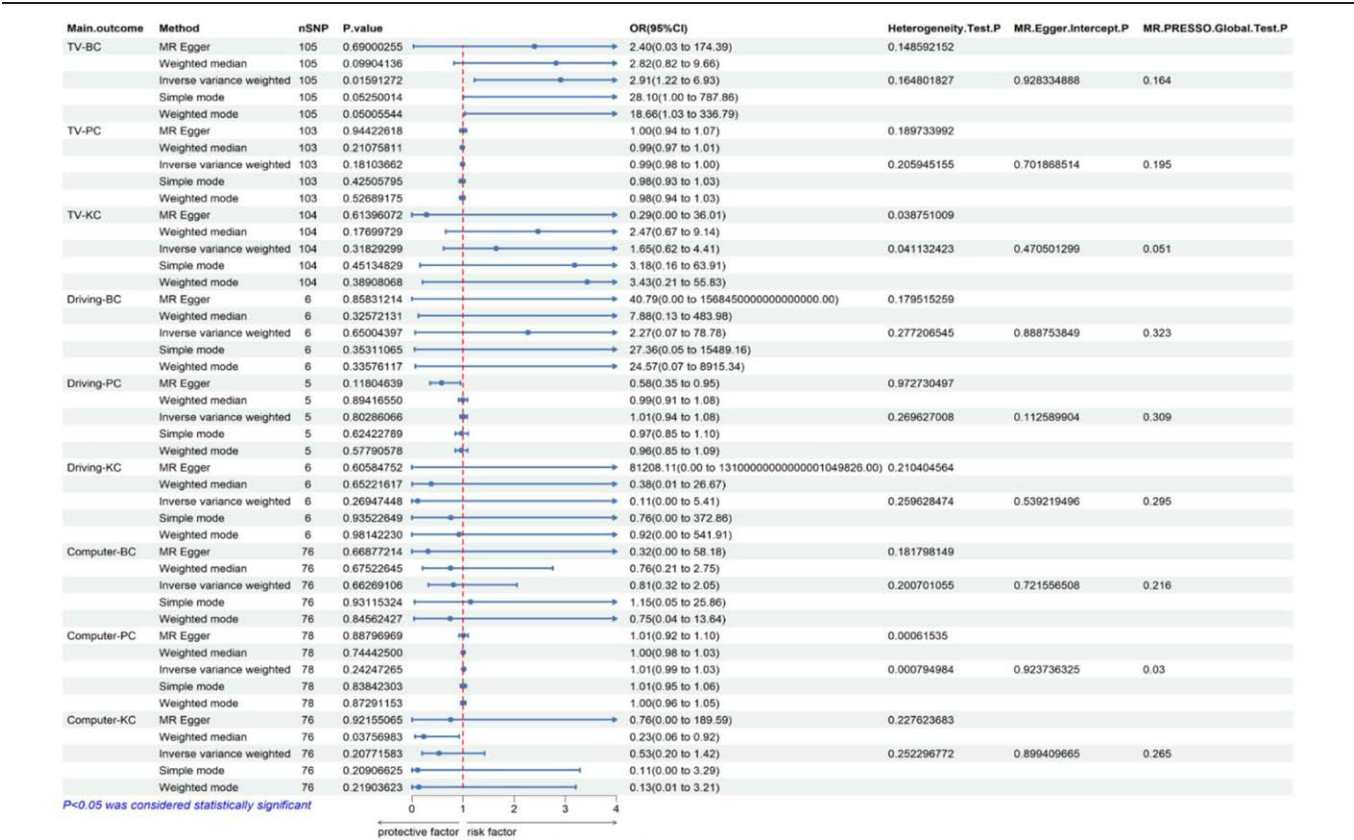 Main.outcome Method nSNP P.value OR(95%CI) Heterogeneity.Test.P MR.Egger.Intercept.P MR.PRESSO.Global.Test.P
TV-BC MR Egger 105 0.69000255 2.40(0.03 to 174.39) 0.148592152
Weighted median 105 0.09904136 2.82(0.82 to 9.66)
Inverse variance weighted 105 0.01591272 2.91(1.22 to 6.93) 0.164801827 0.928334888 0.164
Simple mode 105 0.05250014 28.10(1.00 to 787.86)
Weighted mode 105 0.05005544 18.66(1.03 to 336.79)
TV-PC MR Egger 103 0.94422618 1.00(0.94 to 1.07) 0.189733992
Weighted median 103 0.21075811 0.99(0.97 to 1.01)
Inverse variance weighted 103 0.18103662 0.99(0.98 to 1.00) 0.205945155 0.701868514 0.195
Simple mode 103 0.42505795 0.98(0.93 to 1.03)
Weighted mode 103 0.52689175 0.98(0.94 to 1.03)
TV-KC MR Egger 104 0.61396072 0.29(0.00 to 36.01) 0.038751009
Weighted median 104 0.17699729 2.47(0.67 to 9.14)
Inverse variance weighted 104 0.31829299 1.65(0.62 to 4.41) 0.041132423 0.470501299 0.051
Simple mode 104 0.45134829 3.18(0.16 to 63.91)
Weighted mode 104 0.38908068 3.43(0.21 to 55.83)
Driving-BC MR Egger 6 0.85831214 40.79(0.00 to 1568450000000000000.00) 0.179515259
Weighted median 6 0.32572131 7.88(0.13 to 483.98)
Inverse variance weighted 6 0.65004397 2.27(0.07 to 78.78) 0.277206545 0.888753849 0.323
Simple mode 6 0.35311065 27.36(0.05 to 15489.16)
Weighted mode 6 0.33576117 24.57(0.07 to 8915.34)
Driving-PC MR Egger 5 0.11804639 0.58(0.35 to 0.95) 0.972730497
Weighted median 5 0.89416550 0.99(0.91 to 1.08)
Inverse variance weighted 5 0.80286066 1.01(0.94 to 1.08) 0.269627008 0.112589904 0.309
Simple mode 5 0.62422789 0.97(0.85 to 1.10)
Weighted mode 5 0.57790578 0.96(0.85 to 1.09)
Driving-KC MR Egger 6 0.60584752 81208.11(0.00 to 13100000000000001049826.00) 0.210404564
Weighted median 6 0.65221617 0.38(0.01 to 26.67)
Inverse variance weighted 6 0.26947448 0.11(0.00 to 5.41) 0.259628474 0.539219496 0.295
Simple mode 6 0.93522649 0.76(0.00 to 372.86)
Weighted mode 6 0.98142230 0.92(0.00 to 541.91)
Computer-BC MR Egger 76 0.66877214 0.32(0.00 to 58.18) 0.181798149
Weighted median 76 0.67522645 0.76(0.21 to 2.75)
Inverse variance weighted 76 0.66269106 0.81(0.32 to 2.05) 0.200701055 0.721556508 0.216
Simple mode 76 0.93115324 1.15(0.05 to 25.86)
Weighted mode 76 0.84562427 0.75(0.04 to 13.64)
Computer-PC MR Egger 78 0.88796969 1.01(0.92 to 1.10) 0.00061535
Weighted median 78 0.74442500 1.00(0.98 to 1.03)
Inverse variance weighted 78 0.24247265 1.01(0.99 to 1.03) 0.000794984 0.923736325 0.03
Simple mode 78 0.83842303 1.01(0.95 to 1.06)
Weighted mode 78 0.87291153 1.00(0.96 to 1.05)
Computer-KC MR Egger 76 0.92155065 0.76(0.00 to 189.59) 0.227623683
Weighted median 76 0.03756983 0.23(0.06 to 0.92)
Inverse variance weighted 76 0.20771583 0.53(0.20 to 1.42) 0.252296772 0.899409665 0.265
Simple mode 76 0.20906625 0.11(0.00 to 3.29)
Weighted mode 76 0.21903623 0.13(0.01 to 3.21)
P<0.05 was considered statistically significant
0 1 2 3 4
protective factor risk factor